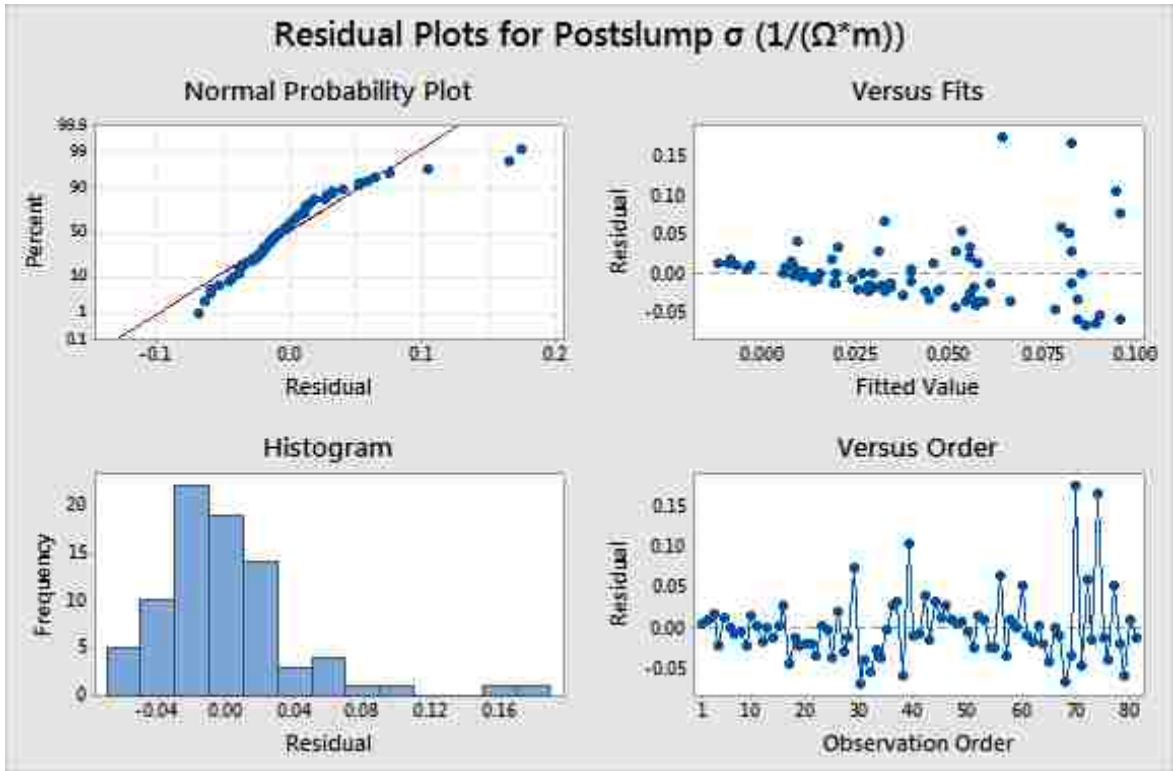 Residual Plots for Postslump σ (1/(Ω*m))
Normal Probability Plot
99.9
99
90
50
10
1
0.1
Percent
-0.1 0.0 0.1 0.2
Residual
Versus Fits
0.15
0.10
0.05
0.00
-0.05
Residual
0.000 0.025 0.050 0.075 0.100
Fitted Value
Histogram
20
15
10
5
0
Frequency
-0.04 0.00 0.04 0.08 0.12 0.16
Residual
Versus Order
0.15
0.10
0.05
0.00
-0.05
Residual
1 10 20 30 40 50 60 70 80
Observation Order